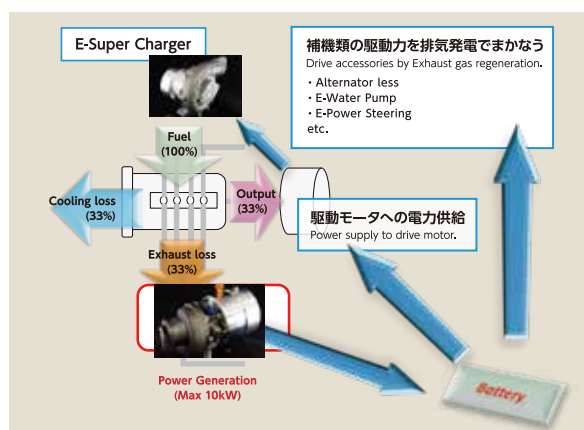 E-Super Charger
補機類の駆動力を排気発電でまかなう
Drive accessories by Exhaust gas regeneration.
・Alternator less
・E-Water Pump
・E-Power Steering
etc.
Fuel
(100%)
Cooling loss
(33%)
Output
(33%)
駆動モータへの電力供給
Power supply to drive motor.
Exhaust loss
(33%)
Power Generation
(Max 10kW)
Battery